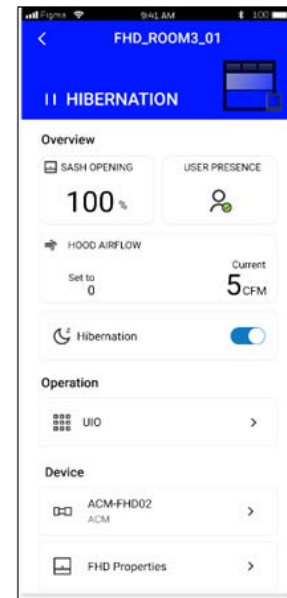 Figma 9:41 AM 100
FHD_ROOM3_01
HIBERNATION
Overview
SASH OPENING USER PRESENCE
100 %
HOOD AIRFLOW
Current
Set to
0 5 CFM
Hibernation
Operation
UIO
Device
ACM-FHD02
ACM
FHD Properties